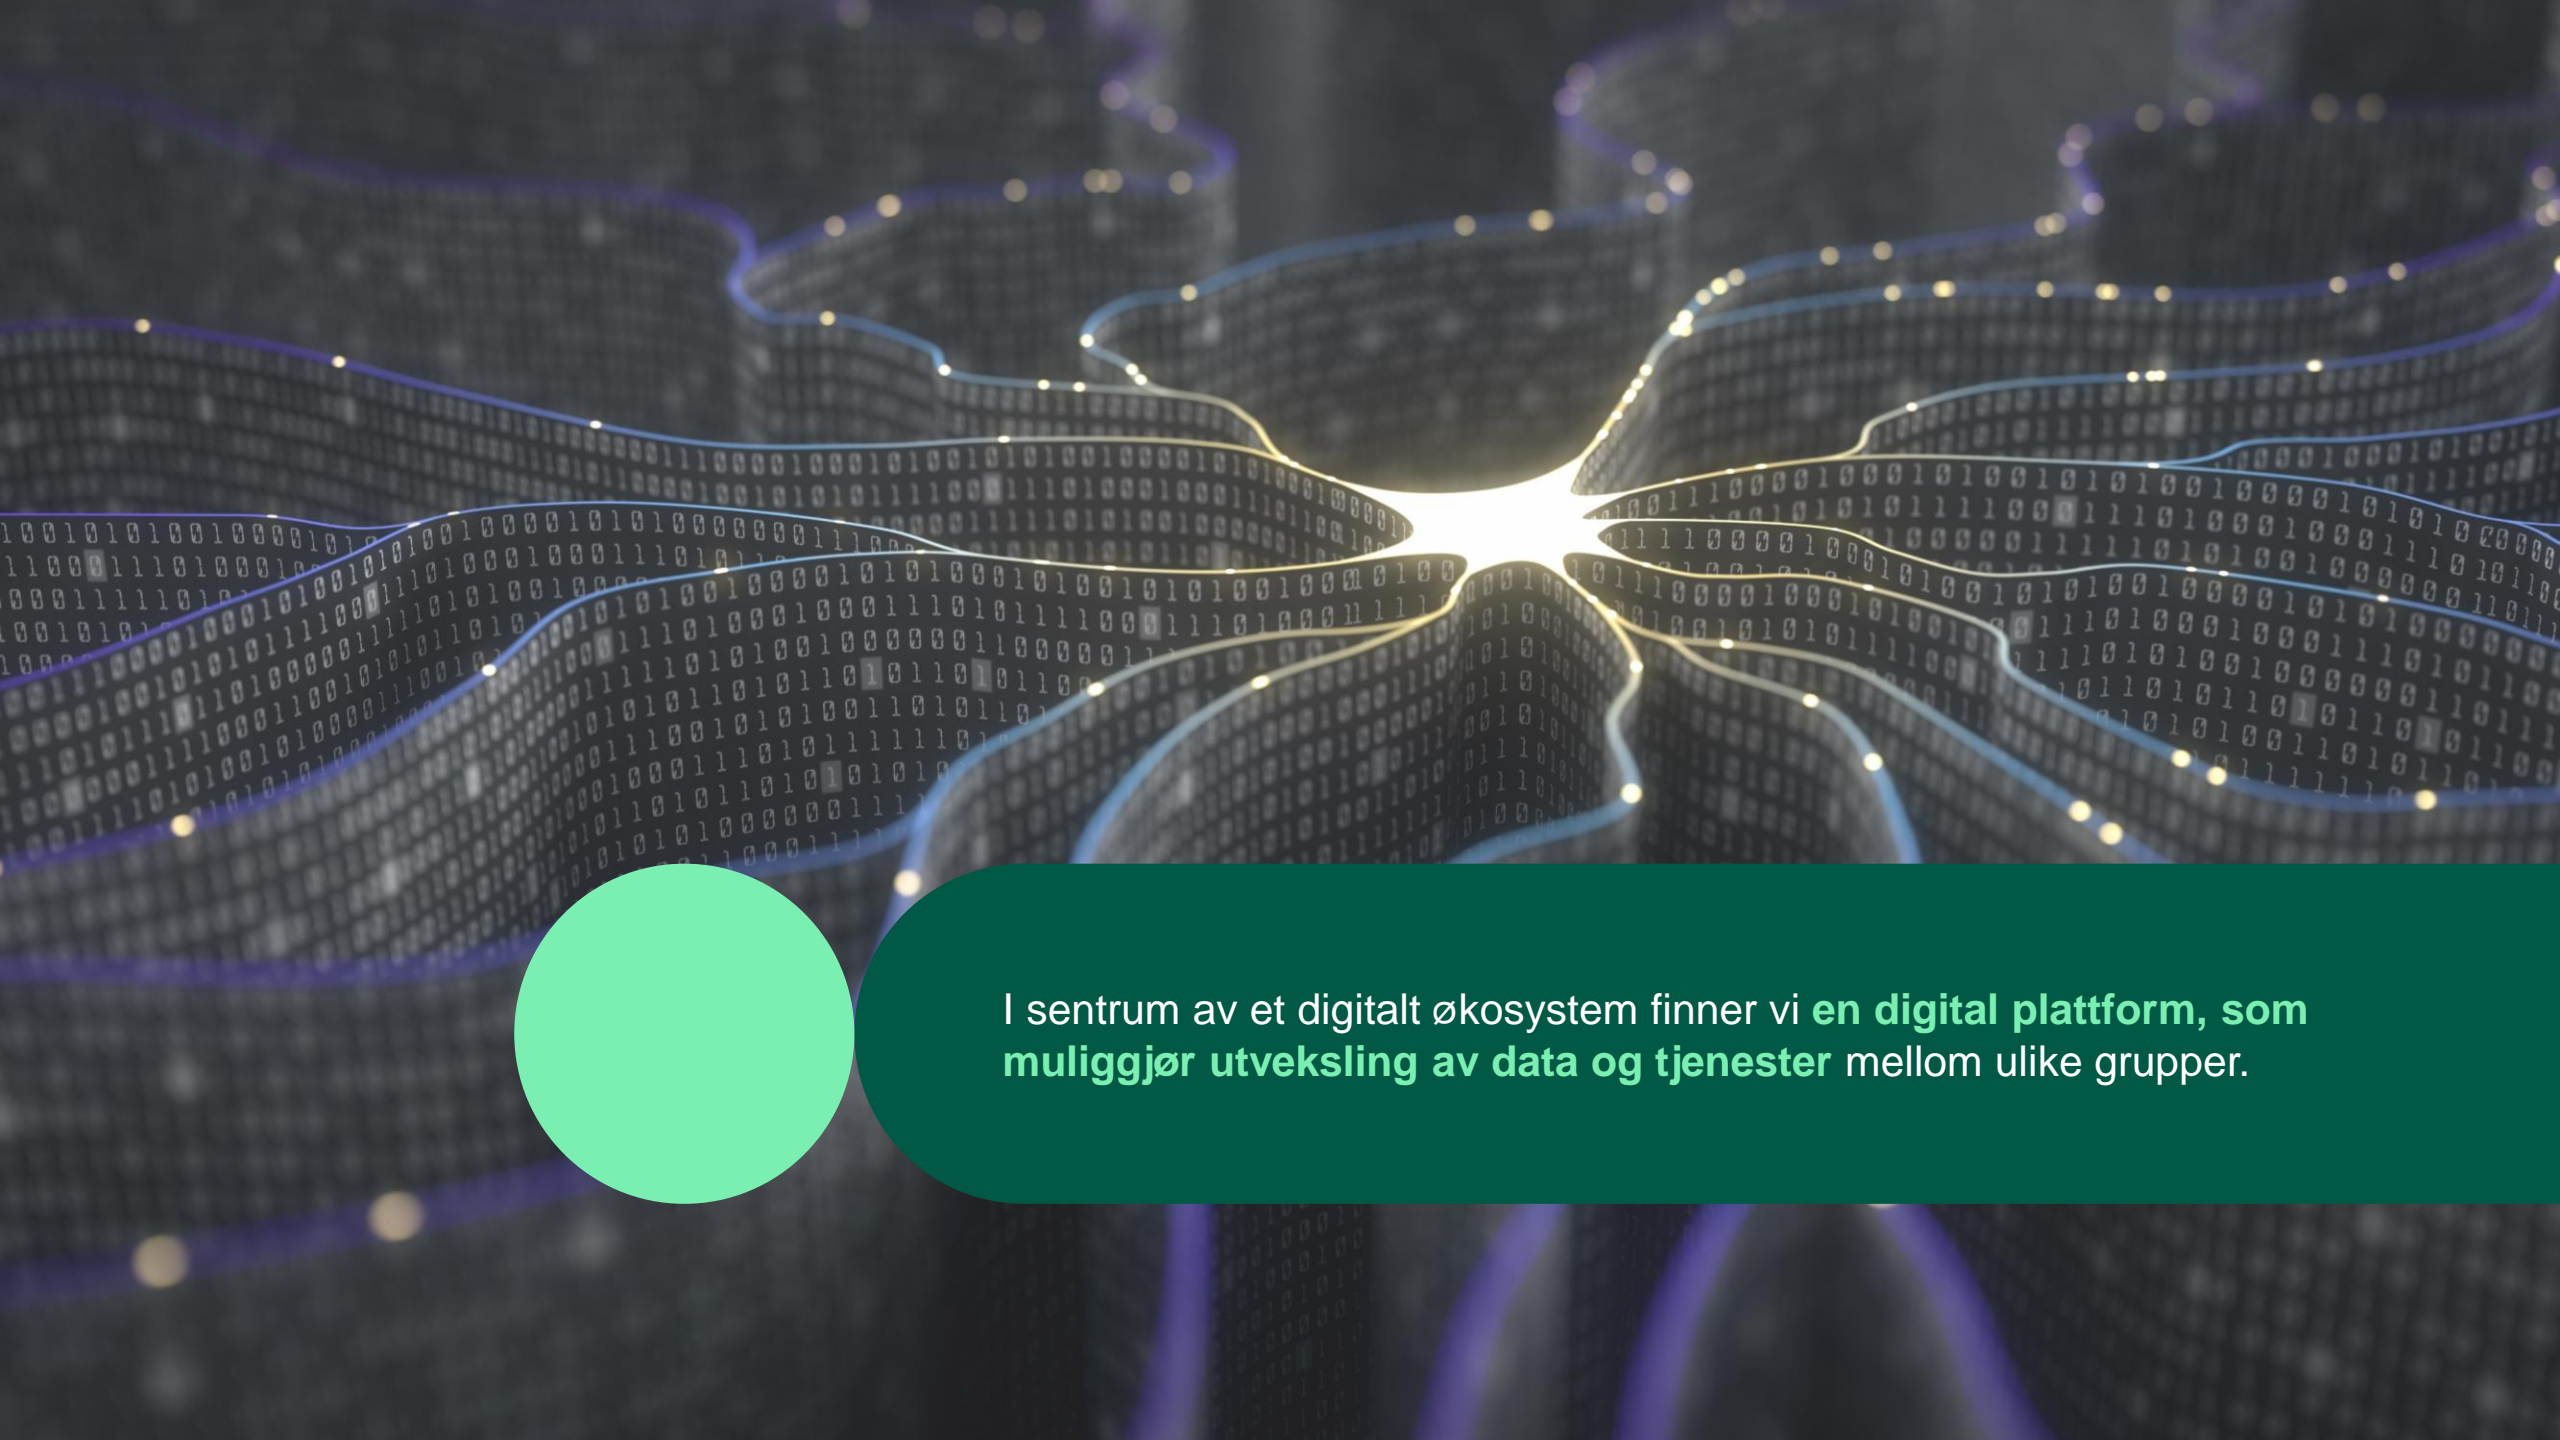 I sentrum av et digitalt økosystem finner vi en digital plattform, som
muliggjør utveksling av data og tjenester mellom ulike grupper.